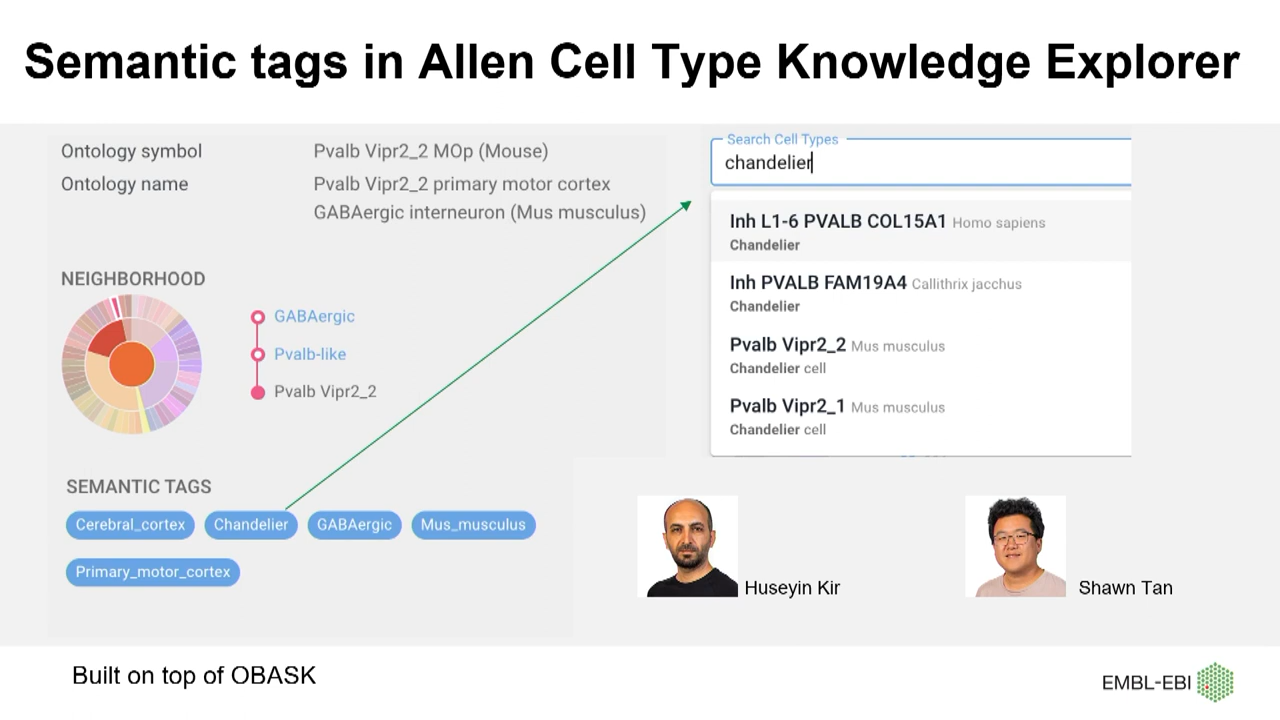 Semantic tags in Allen Cell Type Knowledge Explorer
Ontology symbol
Pvalb Vipr2_2 MOp (Mouse)
Ontology name
Pvalb Vipr2_2 primary motor cortex
GABAergic interneuron (Mus musculus)
NEIGHBORHOOD
GABAergic
Pvalb-like
Pvalb Vipr2_2
SEMANTIC TAGS
Cerebral_cortex
Chandelier
GABAergic
Mus_musculus
Primary_motor_cortex
Search Cell Types
chandelier
Inh L1-6 PVALB COL15A1 Homo sapiens
Chandelier
Inh PVALB FAM19A4 Callithrix jacchus
Chandelier
Pvalb Vipr2_2 Mus musculus
Chandelier cell
Pvalb Vipr2_1 Mus musculus
Chandelier cell
Huseyin Kir
Shawn Tan
Built on top of OBASK
EMBL-EBI